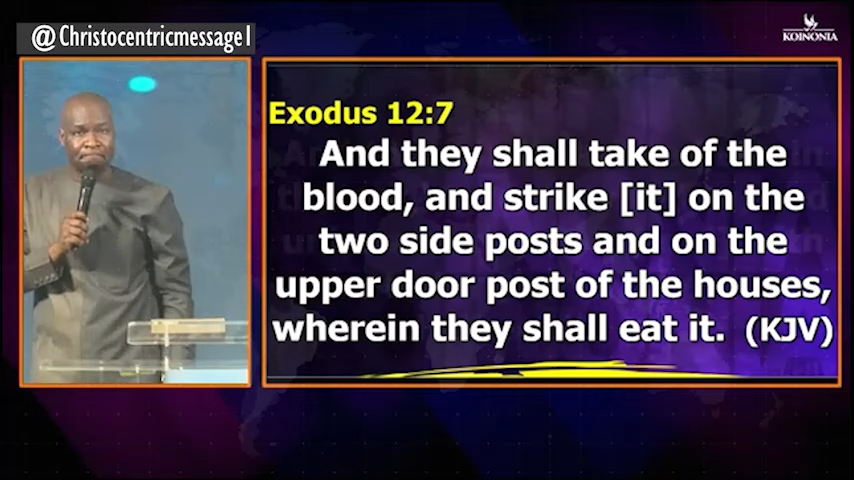 @Christocentricmessage1
KOINONIA
Exodus 12:7
And they shall take of the
blood, and strike [it] on the
two side posts and on the
upper door post of the houses,
wherein they shall eat it. (KJV)